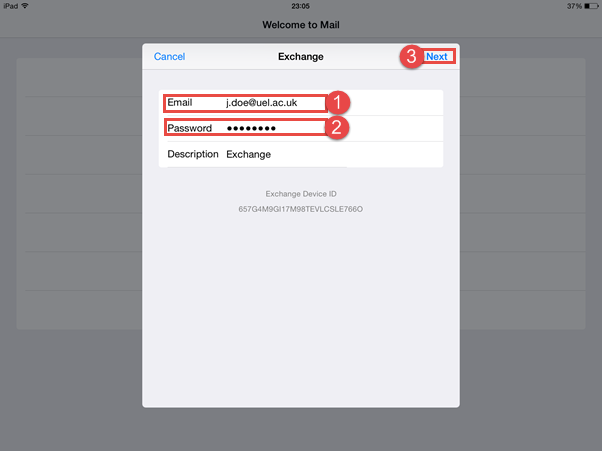 iPad 23:05 37%
Welcome to Mail
Cancel Exchange 3 Next
Email j.doe@uel.ac.uk 1
Password ●●●●●●●● 2
Description Exchange
Exchange Device ID
657G4M9GI17M98TEVLCSLE766O